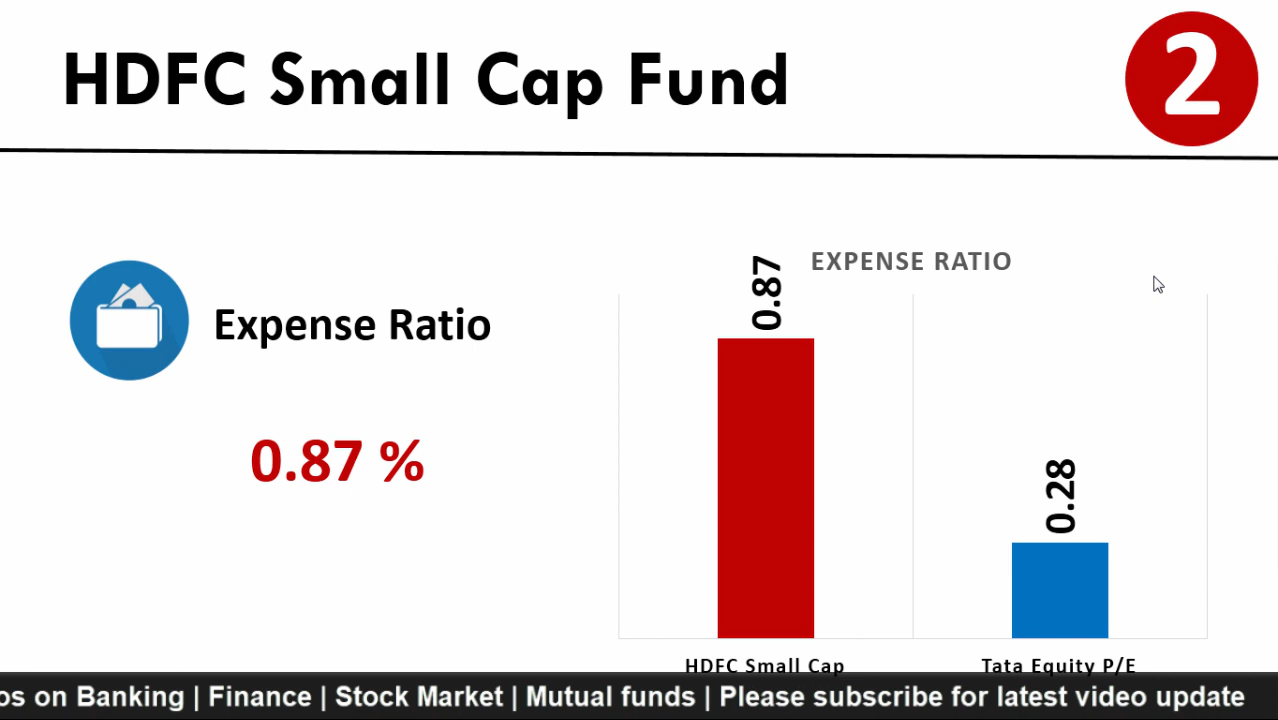 HDFC Small Cap Fund
2
EXPENSE RATIO
0.87
Expense Ratio
0.87 %
0.28
HDFC Small Cap
Tata Equity P/E
os on Banking | Finance | Stock Market | Mutual funds | Please subscribe for latest video update